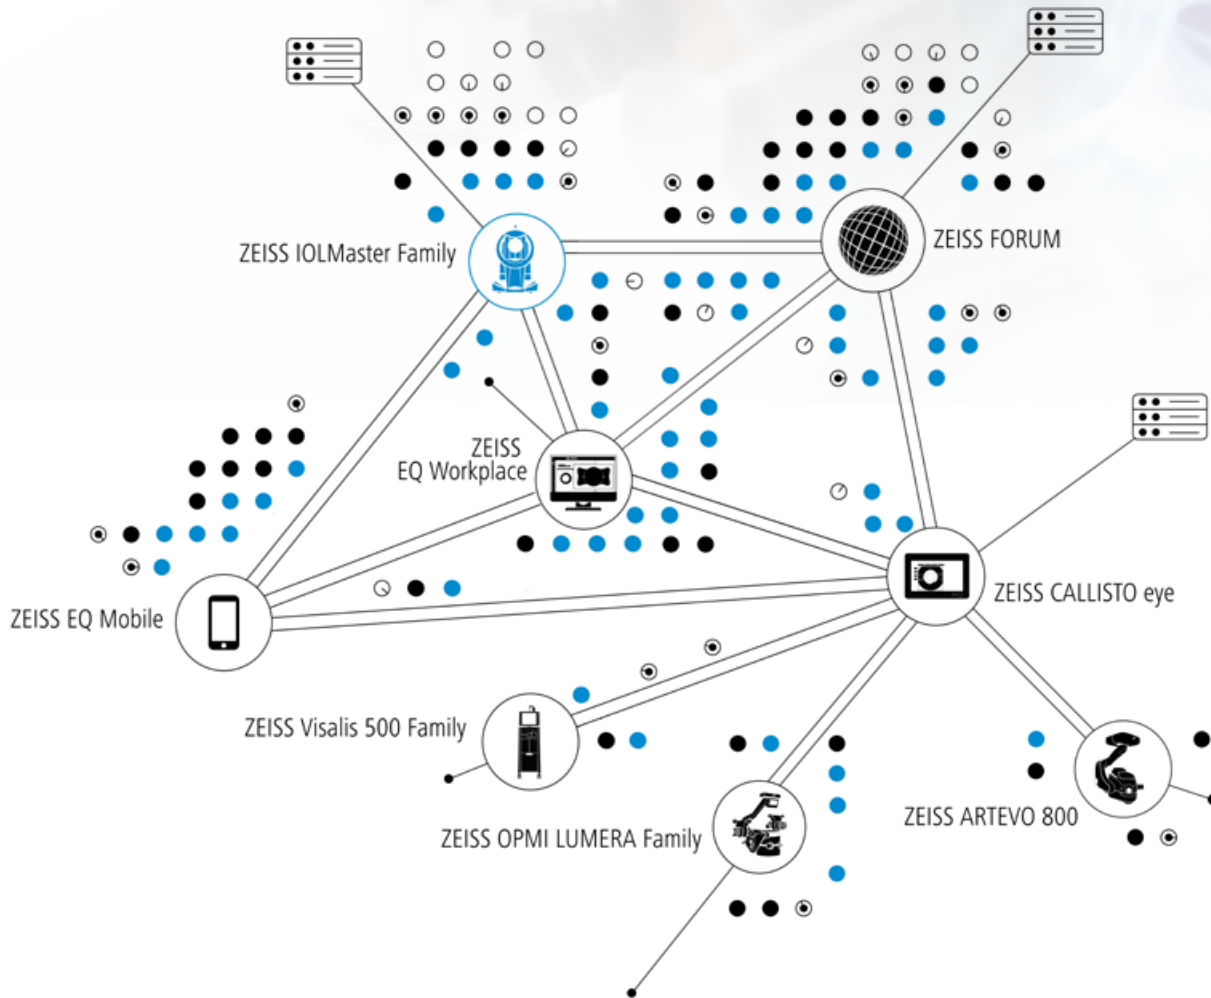 ZEISS IOLMaster Family
ZEISS FORUM
ZEISS
EQ Workplace
ZEISS EQ Mobile
ZEISS CALLISTO eye
ZEISS Visalis 500 Family
ZEISS OPMI LUMERA Family
ZEISS ARTEVO 800